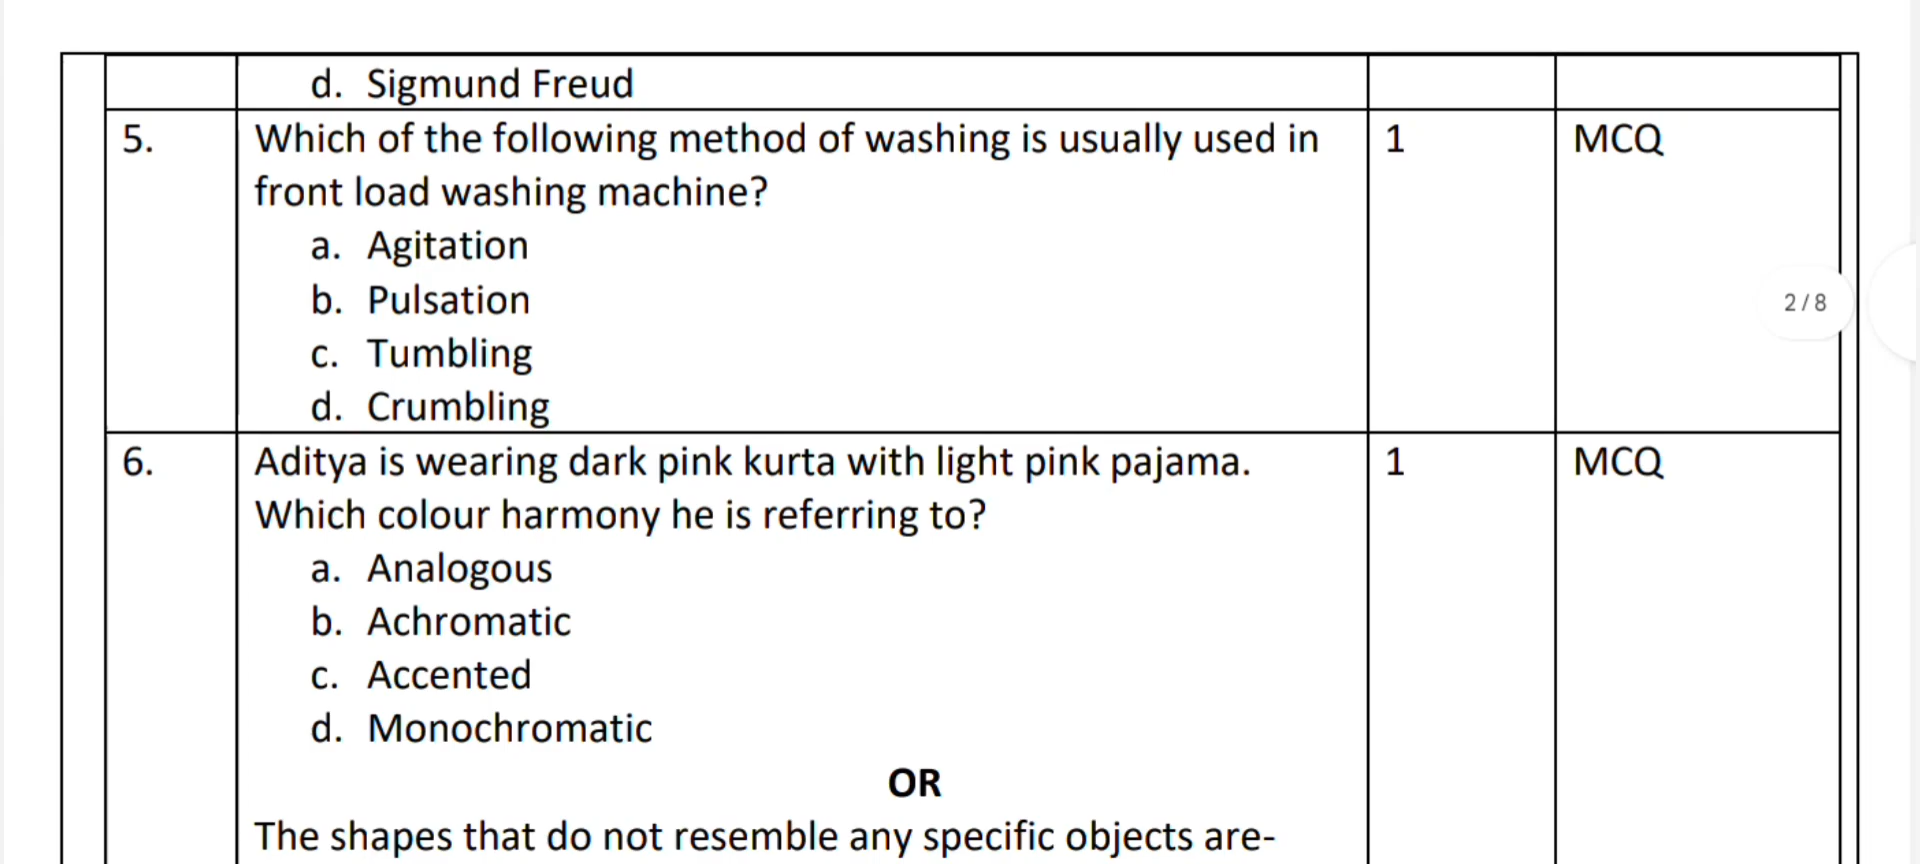 d. Sigmund Freud
5. Which of the following method of washing is usually used in 1 MCQ
front load washing machine?
a. Agitation
b. Pulsation
c. Tumbling
d. Crumbling
2/8
6. Aditya is wearing dark pink kurta with light pink pajama. 1 MCQ
Which colour harmony he is referring to?
a. Analogous
b. Achromatic
c. Accented
d. Monochromatic
OR
The shapes that do not resemble any specific objects are-